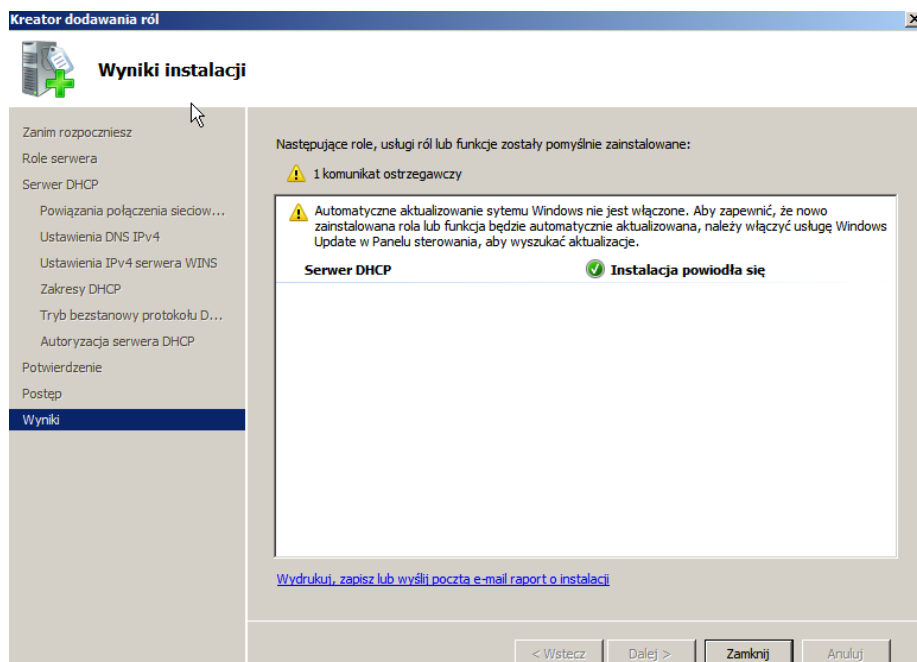 Kreator dodawania ról
Wyniki instalacji
Zanim rozpoczniesz
Role serwera
Serwer DHCP
Powiązania połączenia sieciow...
Ustawienia DNS IPv4
Ustawienia IPv4 serwera WINS
Zakresy DHCP
Tryb bezstanowy protokołu D...
Autoryzacja serwera DHCP
Potwierdzenie
Postęp
Wyniki
Następujące role, usługi ról lub funkcje zostały pomyślnie zainstalowane:
1 komunikat ostrzegawczy
Automatyczne aktualizowanie sytemu Windows nie jest włączone. Aby zapewnić, że nowo
zainstalowana rola lub funkcja będzie automatycznie aktualizowana, należy włączyć usługę Windows
Update w Panelu sterowania, aby wyszukać aktualizacje.
Serwer DHCP Instalacja powiodła się
Wydrukuj, zapisz lub wyślij pocztą e-mail raport o instalacji
< Wstecz Dalej > Zamknij Anuluj